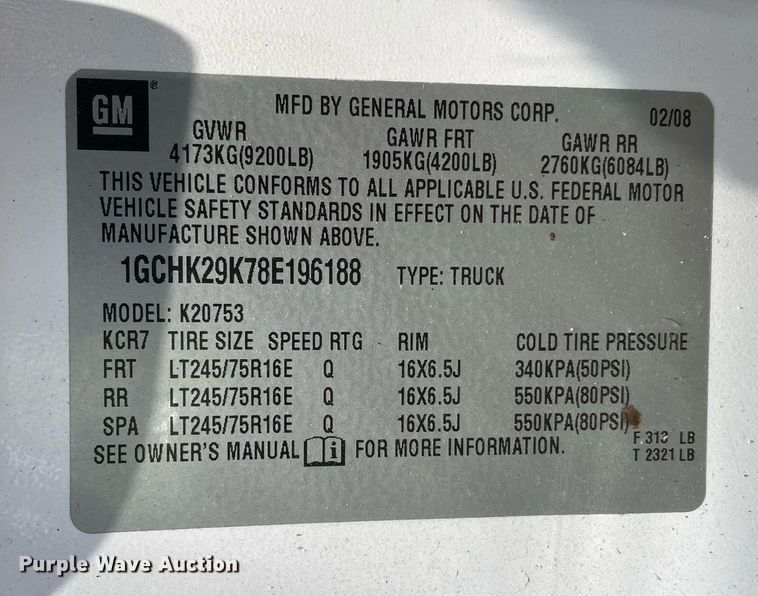 GM ®
MFD BY GENERAL MOTORS CORP. 02/08
GVWR GAWR FRT GAWR RR
4173KG(9200LB) 1905KG(4200LB) 2760KG(6084LB)
THIS VEHICLE CONFORMS TO ALL APPLICABLE U.S. FEDERAL MOTOR
VEHICLE SAFETY STANDARDS IN EFFECT ON THE DATE OF
MANUFACTURE SHOWN ABOVE.
1GCHK29K78E196188 TYPE: TRUCK
MODEL: K20753
KCR7 TIRE SIZE SPEED RTG RIM COLD TIRE PRESSURE
FRT LT245/75R16E Q 16X6.5J 340KPA(50PSI)
RR LT245/75R16E Q 16X6.5J 550KPA(80PSI)
SPA LT245/75R16E Q 16X6.5J 550KPA(80PSI)
SEE OWNER'S MANUAL i FOR MORE INFORMATION.
F 313 LB
T 2321 LB
Purple Wave Auction